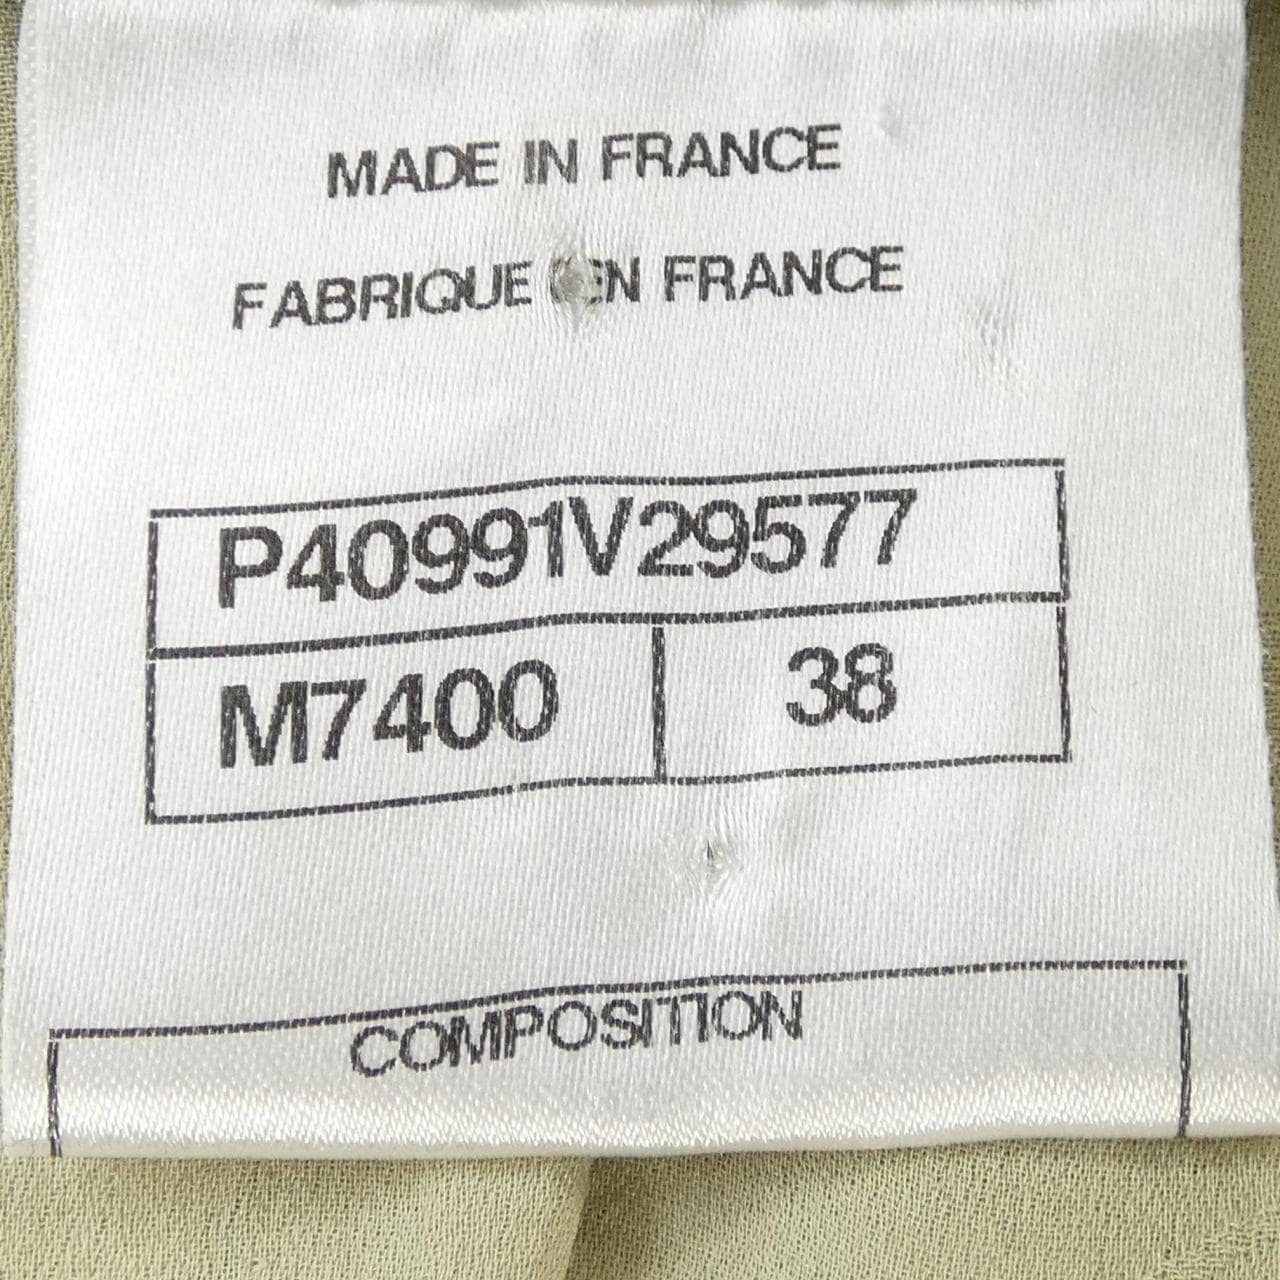 MADE IN FRANCE
FABRIQUE EN FRANCE
P40991V29577
M7400 38
COMPOSITION